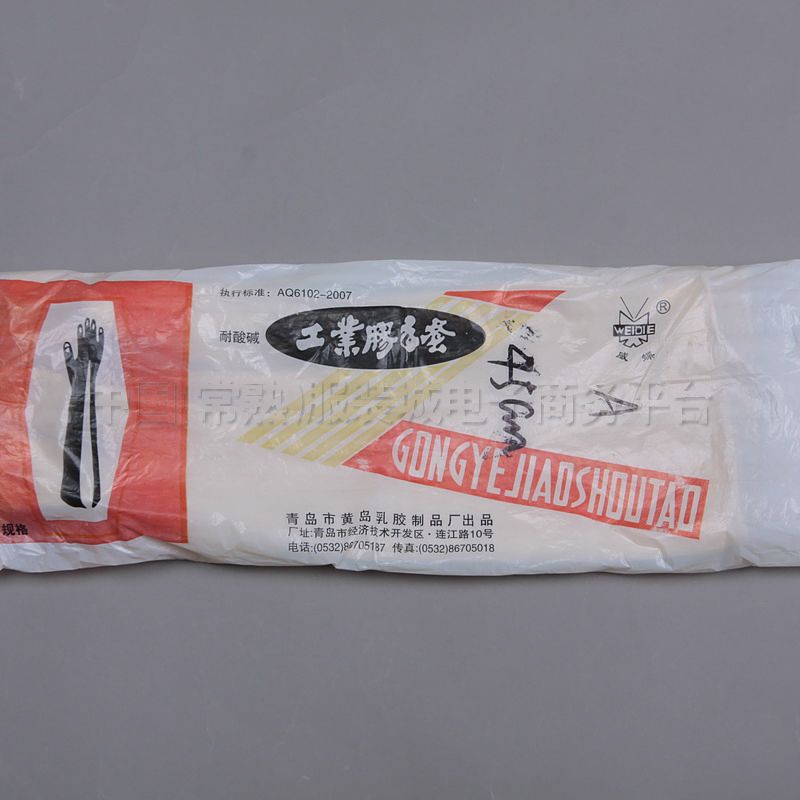 执行标准：AQ6102-2007
耐酸碱
工業膠手套
WEIDIE
®
威蝶
45cm
A
中国·常熟服装城电子商务平台
GONGYEJIAOSHOUTAO
青岛市黄岛乳胶制品厂出品
厂址:青岛市经济技术开发区·连江路10号
电话:(0532)86705187 传真:(0532)86705018
规格